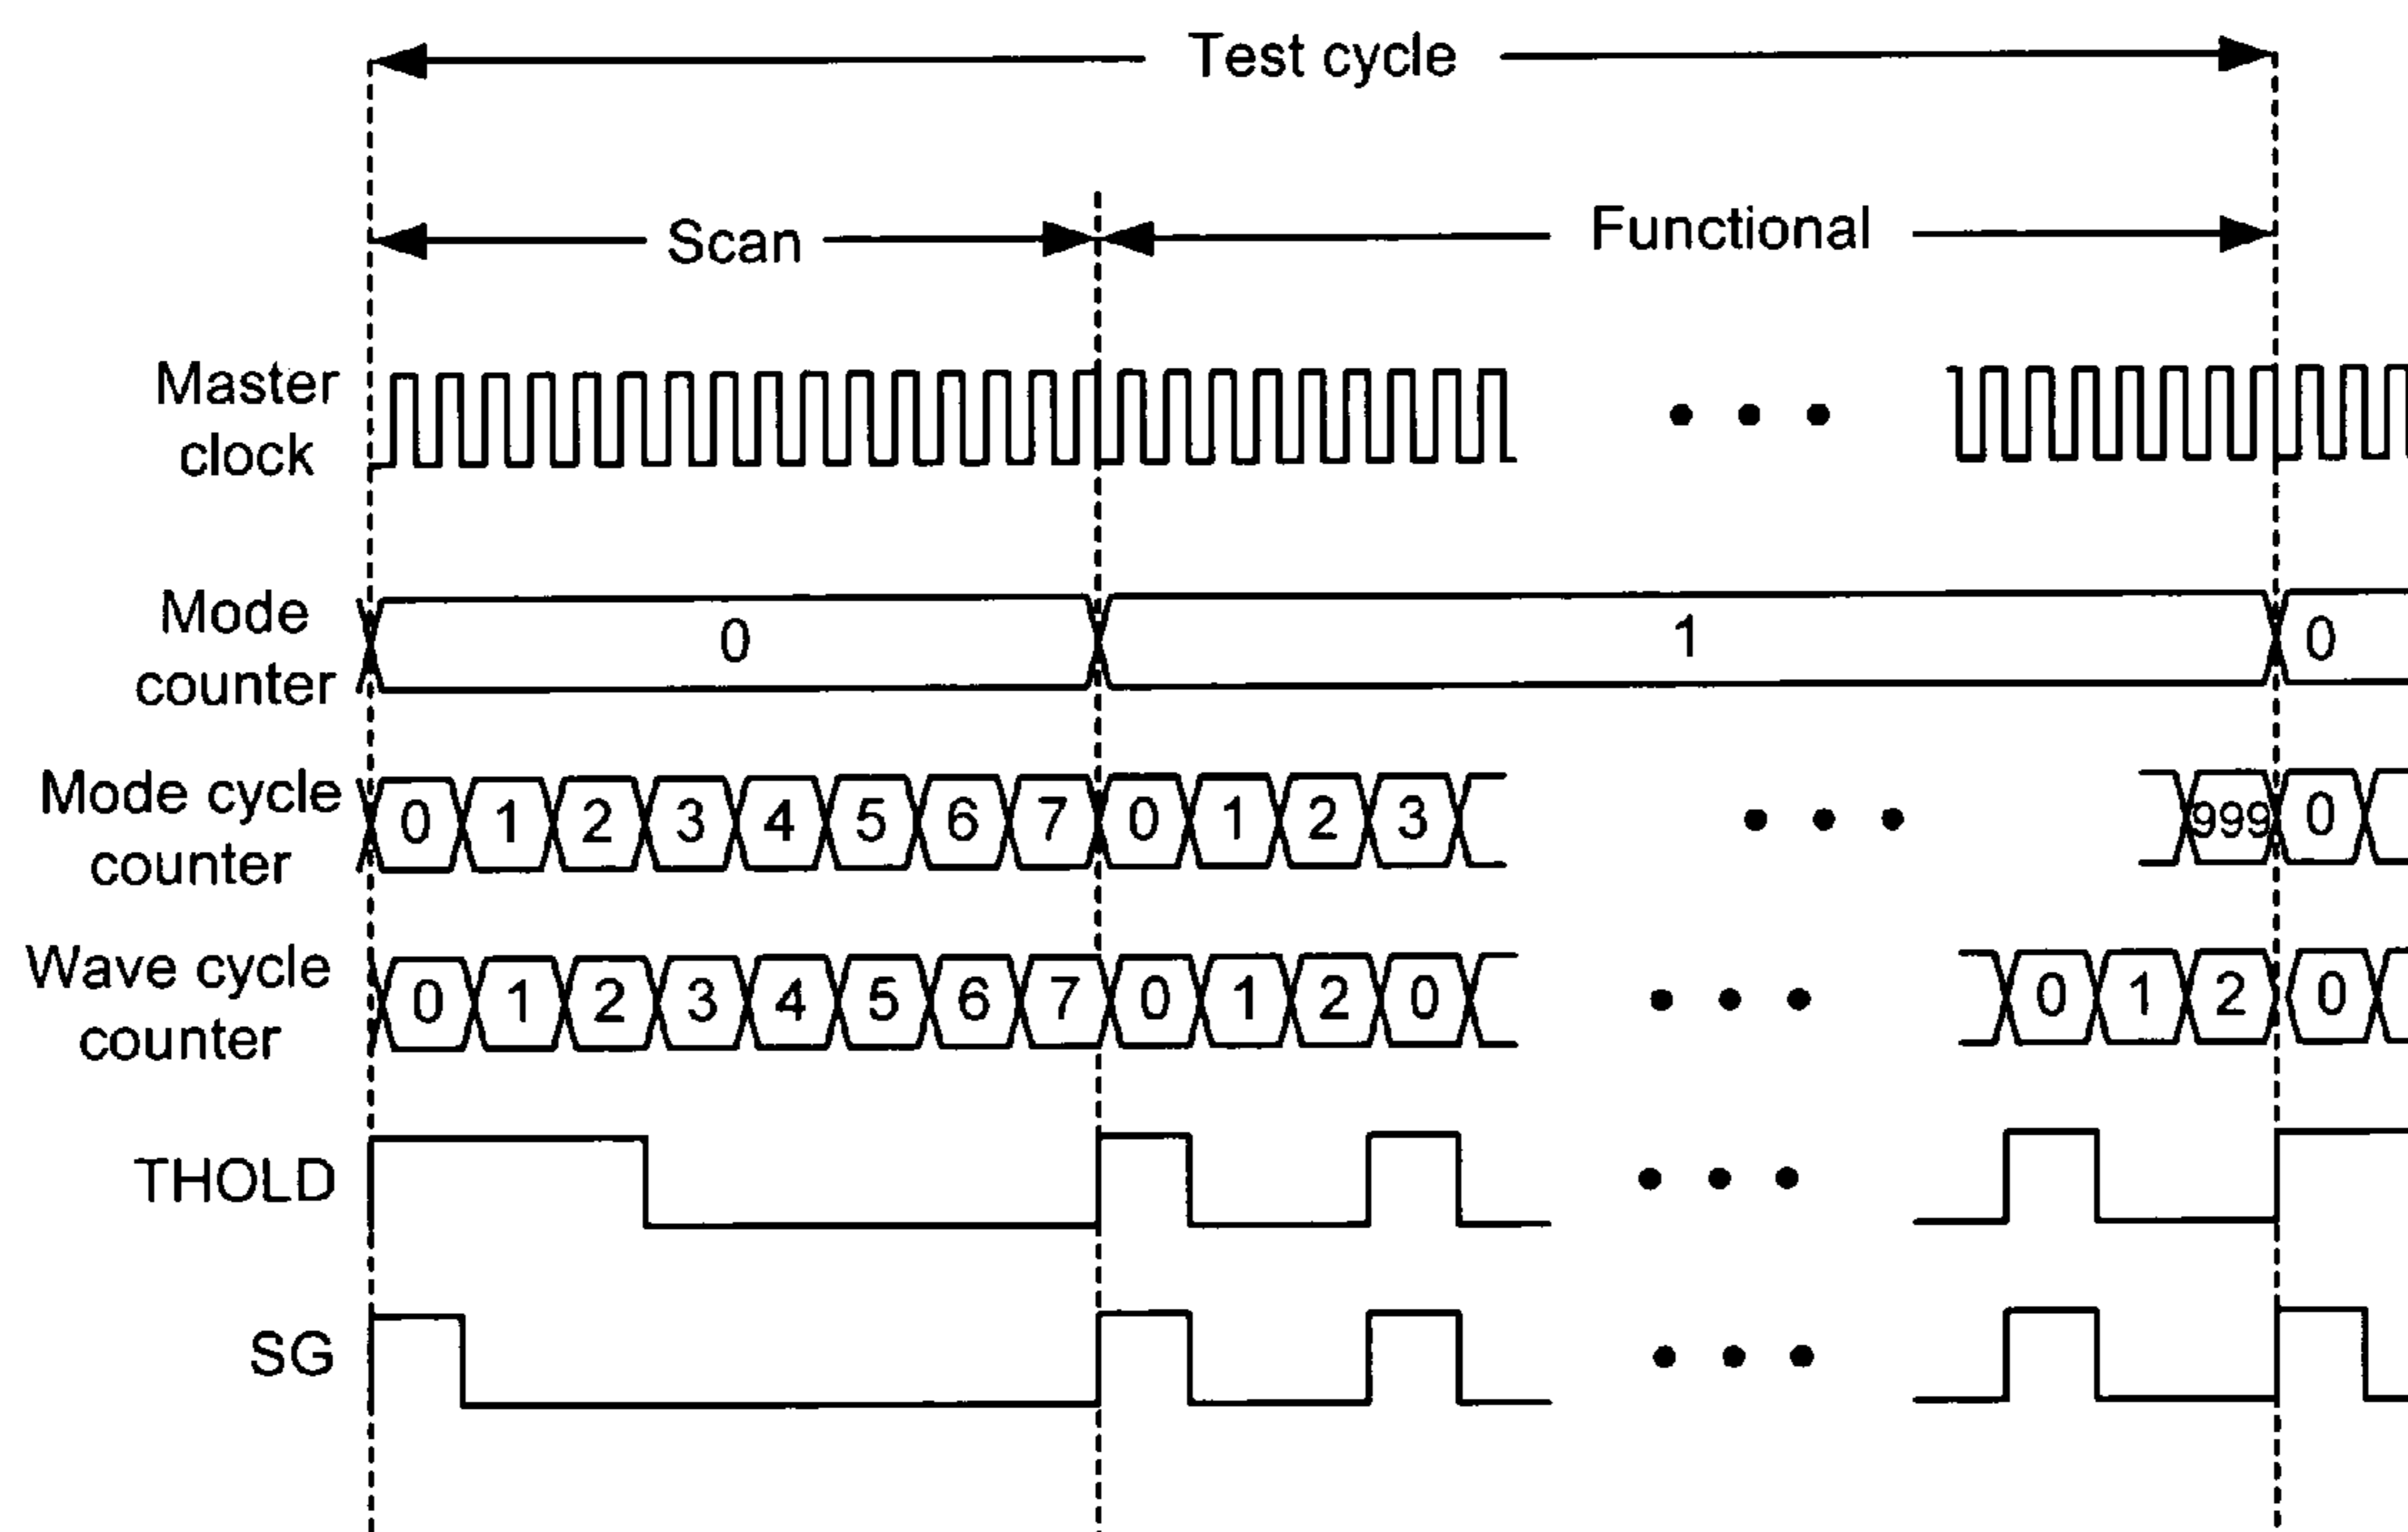 Test cycle
Scan
Functional
Master
clock
Mode
counter
0 1 0
Mode cycle
counter
0 1 2 3 4 5 6 7 0 1 2 3 999 0
Wave cycle
counter
0 1 2 3 4 5 6 7 0 1 2 0 0 1 2 0
THOLD
SG